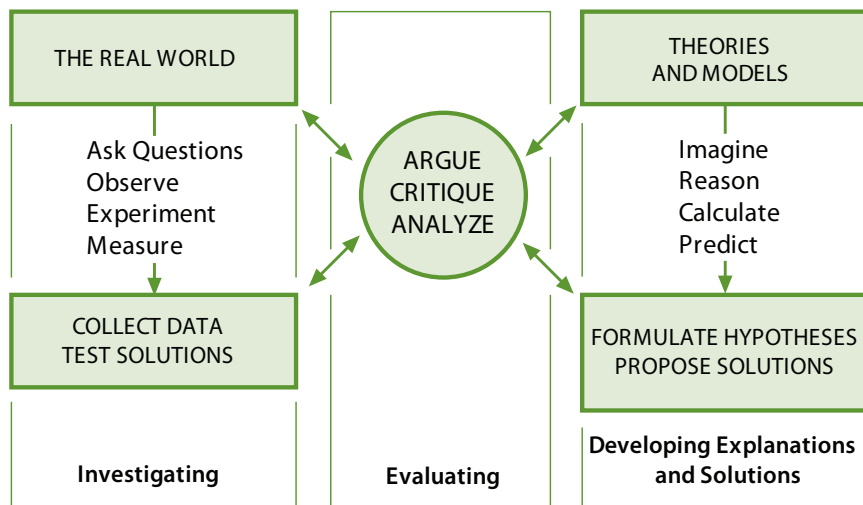 THE REAL WORLD
Ask Questions
Observe
Experiment
Measure
COLLECT DATA
TEST SOLUTIONS
Investigating
ARGUE
CRITIQUE
ANALYZE
Evaluating
THEORIES
AND MODELS
Imagine
Reason
Calculate
Predict
FORMULATE HYPOTHESES
PROPOSE SOLUTIONS
Developing Explanations
and Solutions